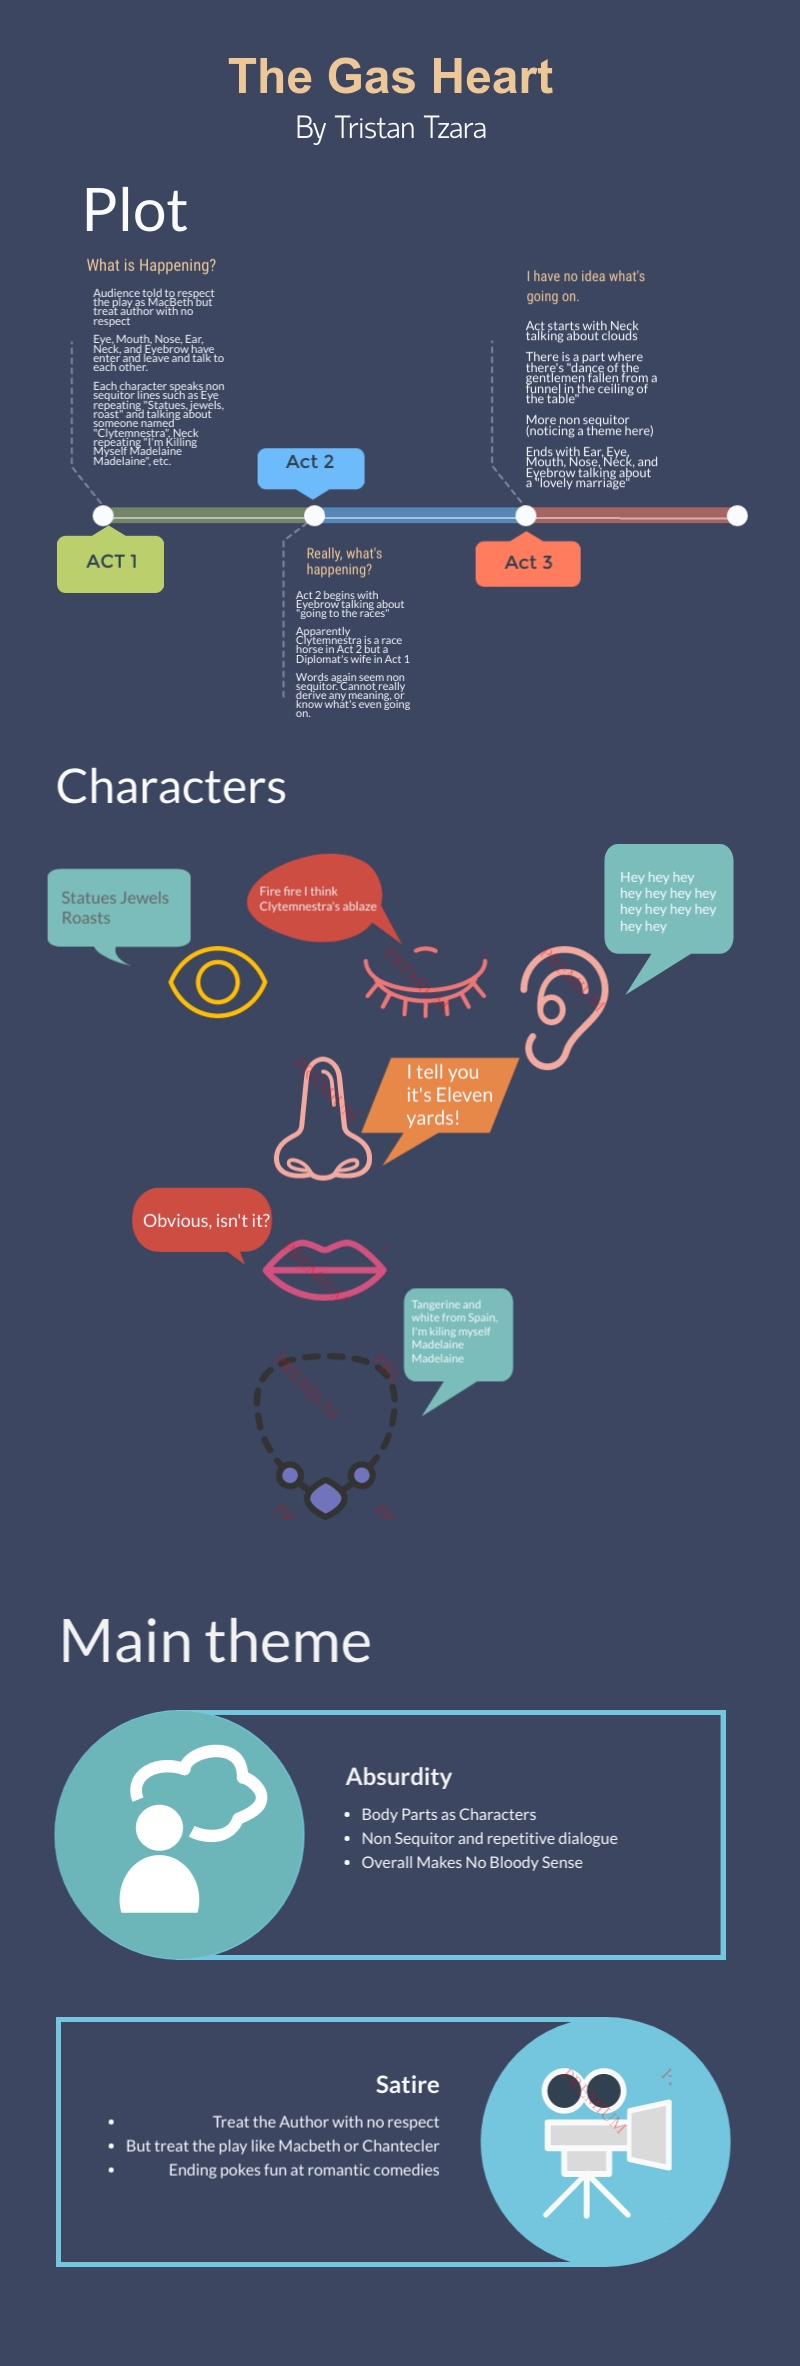 The Gas Heart
By Tristan Tzara
Plot
What is Happening?
Audience told to respect
the play as MacBeth but
treat author with no
respect
Eye, Mouth, Nose, Ear,
Neck, and Eyebrow have
enter and leave and talk to
each other.
Each character speaks non
sequitor lines such as Eye
repeating "Statues, jewels,
roast" and talking about
someone named
"Clytemnestra", Neck
repeating "I'm Killing
Myself Madelaine
Madelaine", etc.
I have no idea what's
going on.
Act starts with Neck
talking about clouds
There is a part where
there's "dance of the
gentlemen fallen from a
funnel in the ceiling of
the table"
More non sequitor
(noticing a theme here)
Ends with Ear, Eye,
Mouth, Nose, Neck, and
Eyebrow talking about
a "lovely marriage"
Act 2
ACT 1
Act 3
Really, what's
happening?
Act 2 begins with
Eyebrow talking about
"going to the races"
Apparently
Clytemnestra is a race
horse in Act 2 but a
Diplomat's wife in Act 1
Words again seem non
sequitor. Cannot really
derive any meaning, or
know what's even going
on.
Characters
Statues Jewels
Roasts
Fire fire I think
Clytemnestra's ablaze
Hey hey hey
hey hey hey hey
hey hey hey hey
hey hey
I tell you
it's Eleven
yards!
Obvious, isn't it?
Tangerine and
white from Spain,
I'm kiling myself
Madelaine
Madelaine
PREMIUM
Main theme
Absurdity
• Body Parts as Characters
• Non Sequitor and repetitive dialogue
• Overall Makes No Bloody Sense
Satire
• Treat the Author with no respect
• But treat the play like Macbeth or Chantecler
• Ending pokes fun at romantic comedies
PREMIUM